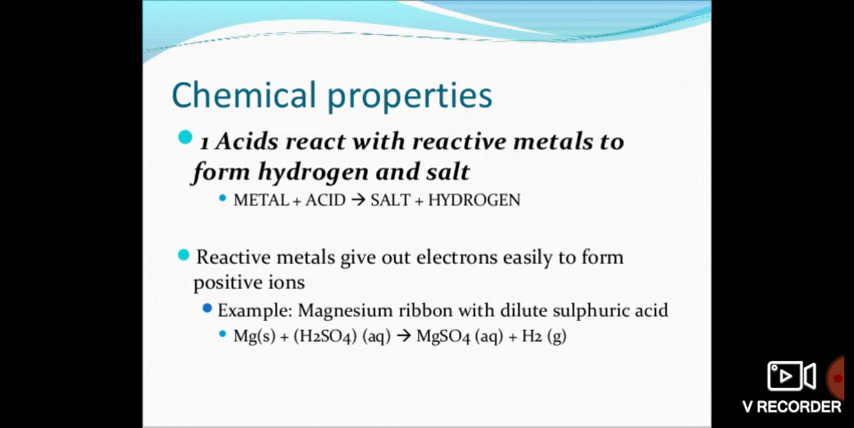 Chemical properties
1 Acids react with reactive metals to
form hydrogen and salt
METAL + ACID → SALT + HYDROGEN
Reactive metals give out electrons easily to form
positive ions
Example: Magnesium ribbon with dilute sulphuric acid
Mg(s) + (H2SO4) (aq) → MgSO4 (aq) + H2 (g)
V RECORDER